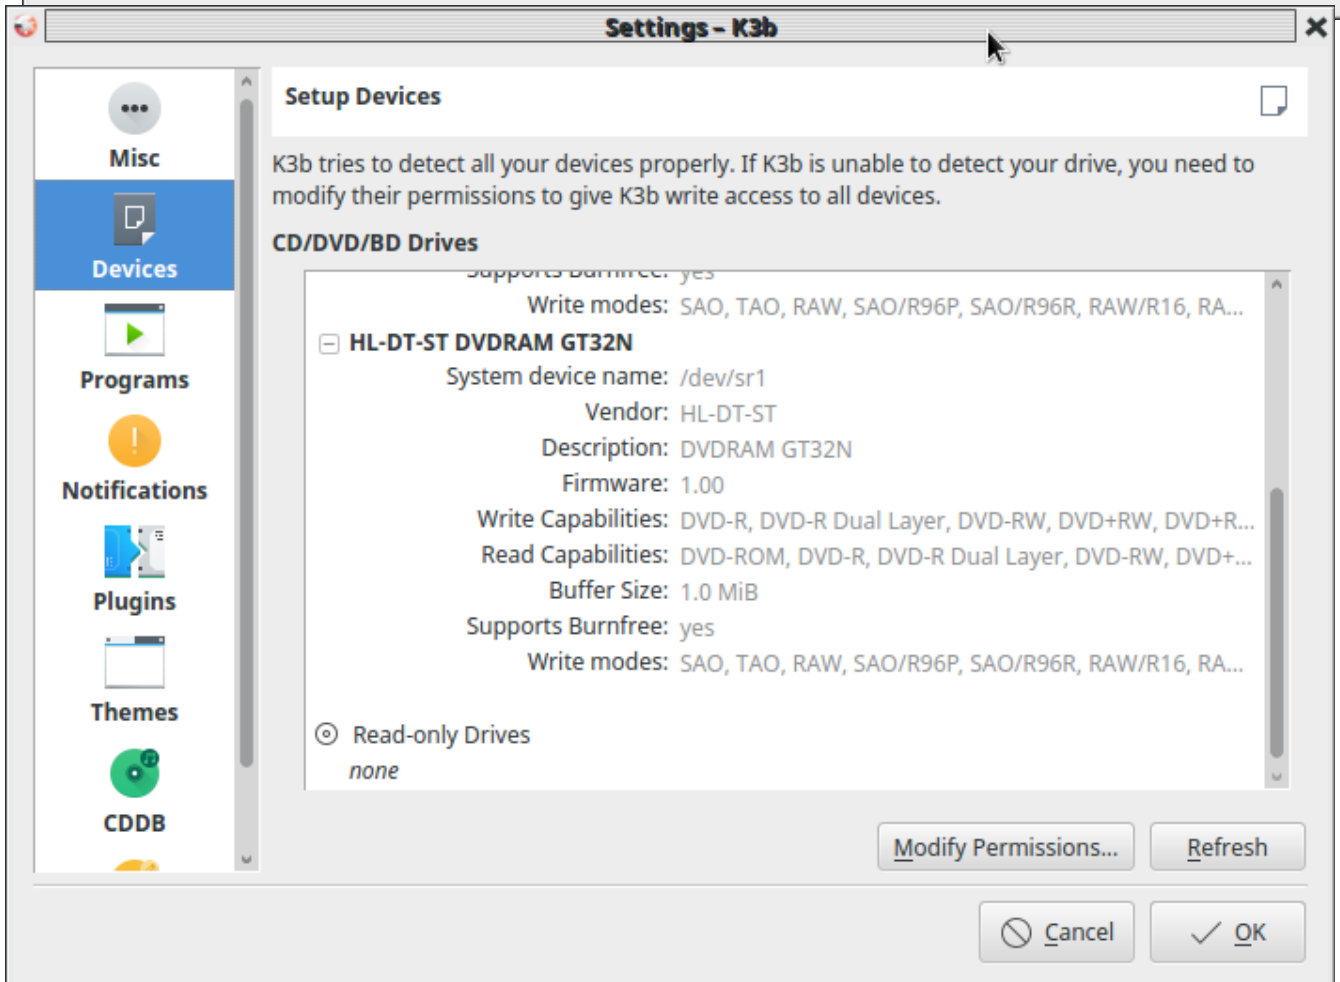 Settings – K3b
Misc
Devices
Programs
Notifications
Plugins
Themes
CDDB
Setup Devices
K3b tries to detect all your devices properly. If K3b is unable to detect your drive, you need to
modify their permissions to give K3b write access to all devices.
CD/DVD/BD Drives
Supports Burnfree: yes
Write modes: SAO, TAO, RAW, SAO/R96P, SAO/R96R, RAW/R16, RA...
HL-DT-ST DVDRAM GT32N
System device name: /dev/sr1
Vendor: HL-DT-ST
Description: DVDRAM GT32N
Firmware: 1.00
Write Capabilities: DVD-R, DVD-R Dual Layer, DVD-RW, DVD+RW, DVD+R...
Read Capabilities: DVD-ROM, DVD-R, DVD-R Dual Layer, DVD-RW, DVD+...
Buffer Size: 1.0 MiB
Supports Burnfree: yes
Write modes: SAO, TAO, RAW, SAO/R96P, SAO/R96R, RAW/R16, RA...
Read-only Drives
none
Modify Permissions...
Refresh
Cancel
OK